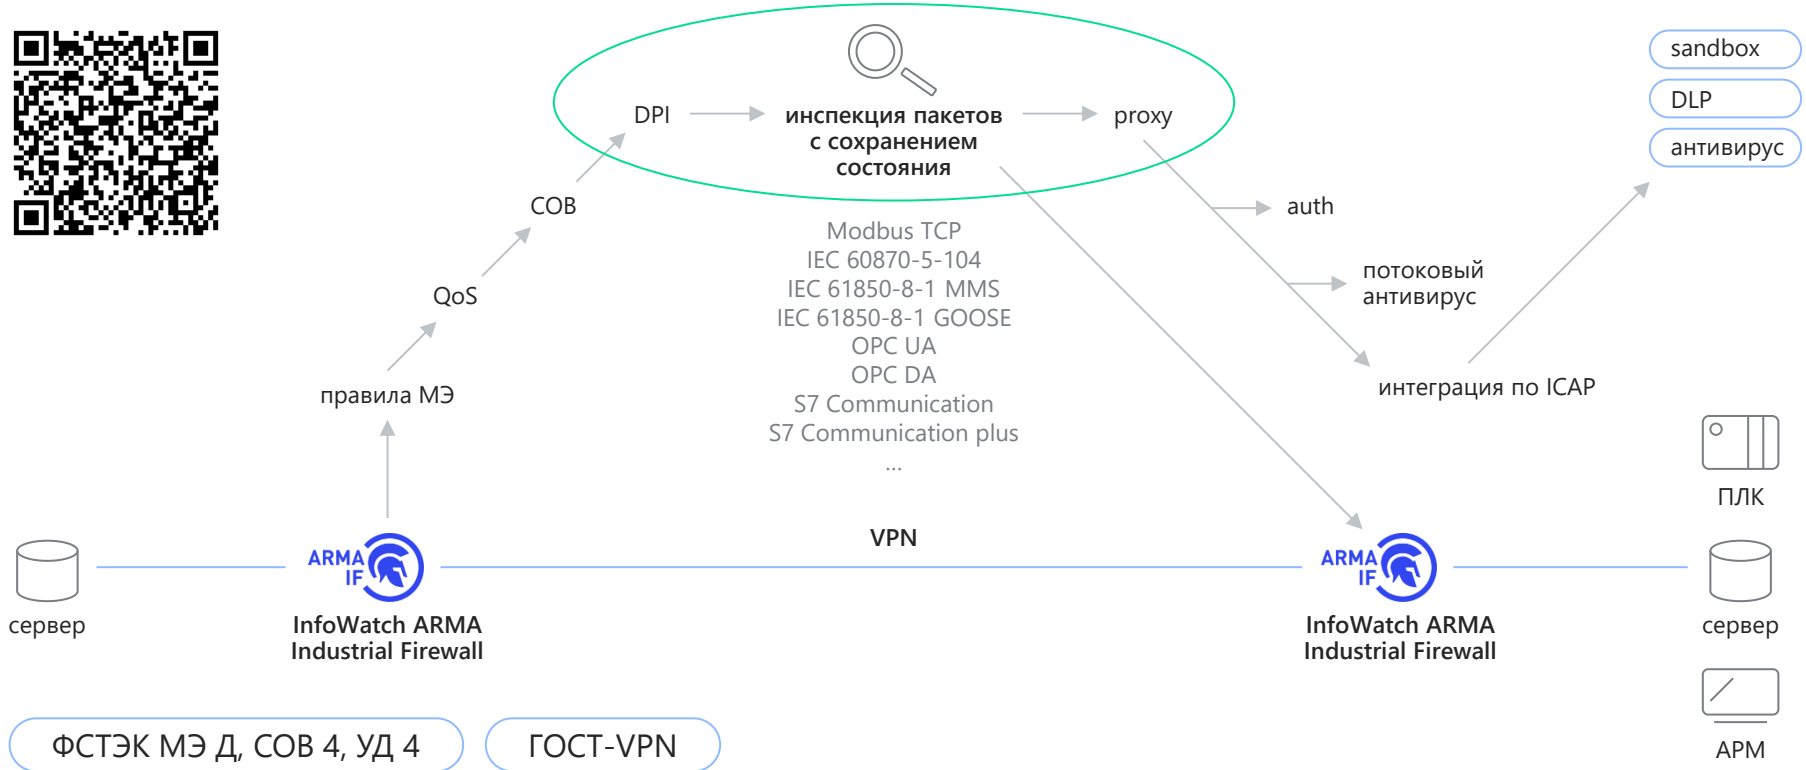 sandbox
DLP
антивирус
DPI
инспекция пакетов
с сохранением
состояния
proxy
СОВ
auth
Modbus TCP
IEC 60870-5-104
IEC 61850-8-1 MMS
IEC 61850-8-1 GOOSE
OPC UA
OPC DA
S7 Communication
S7 Communication plus
...
QoS
потоковый
антивирус
правила МЭ
интеграция по ICAP
ПЛК
VPN
ARMA
IF
ARMA
IF
сервер
InfoWatch ARMA
Industrial Firewall
InfoWatch ARMA
Industrial Firewall
сервер
ФСТЭК МЭ Д, СОВ 4, УД 4
ГОСТ-VPN
АРМ